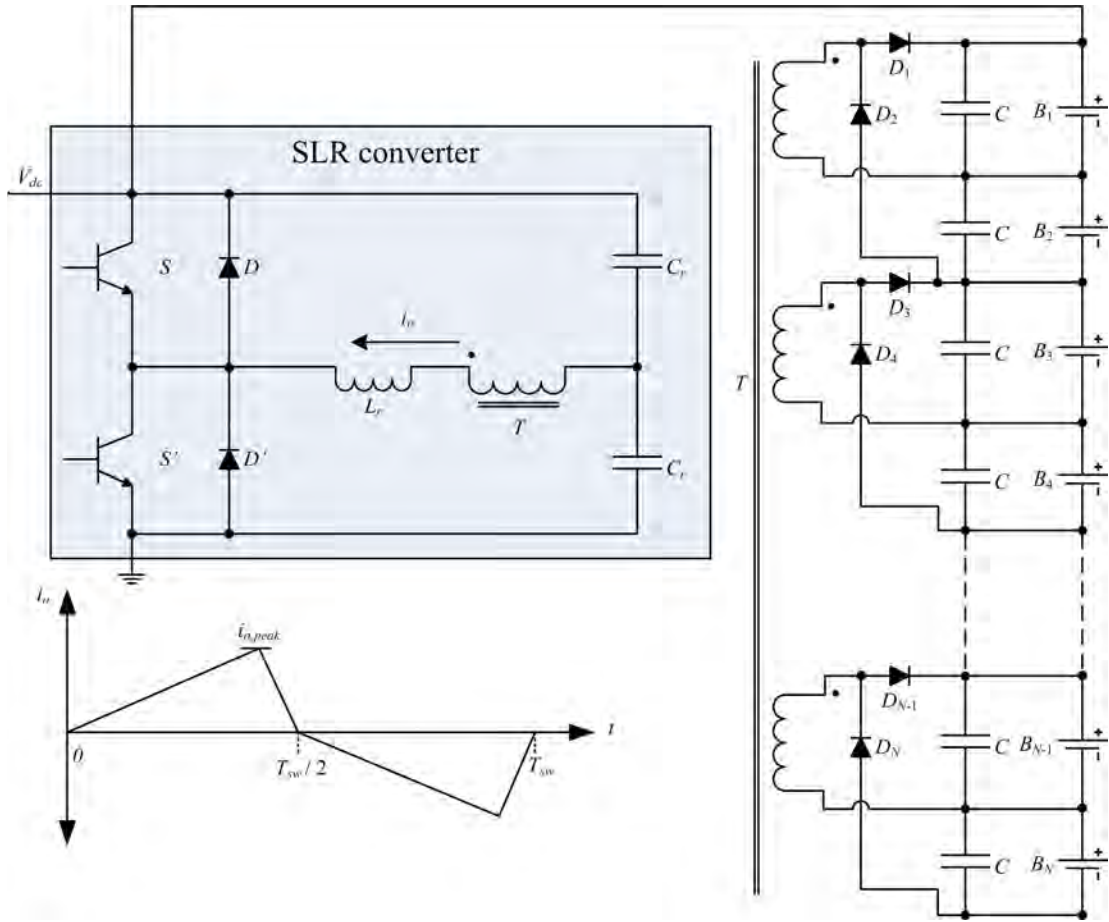 SLR converter
V_dc
S
D
C_r
i_o
L_r
T
S'
D'
C_r
i_o
i_o,peak
0
T_sw / 2
T_sw
t
T
D_1
D_2
C
B_1
+
-
C
B_2
+
-
D_3
D_4
C
B_3
+
-
C
B_4
+
-
D_N-1
D_N
C
B_N-1
+
-
C
B_N
+
-